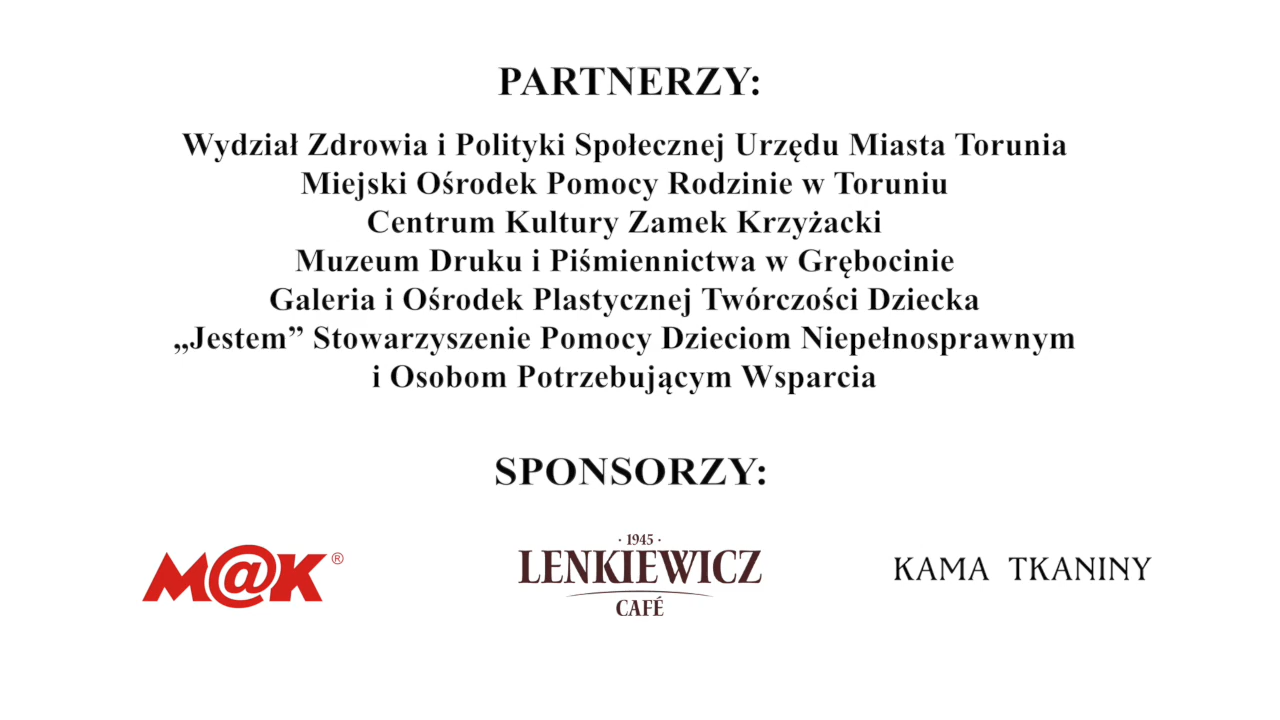 PARTNERZY:
Wydział Zdrowia i Polityki Społecznej Urzędu Miasta Torunia
Miejski Ośrodek Pomocy Rodzinie w Toruniu
Centrum Kultury Zamek Krzyżacki
Muzeum Druku i Piśmiennictwa w Grębocinie
Galeria i Ośrodek Plastycznej Twórczości Dziecka
„Jestem” Stowarzyszenie Pomocy Dzieciom Niepełnosprawnym
i Osobom Potrzebującym Wsparcia
SPONSORZY:
M@K®
· 1945 ·
LENKIEWICZ
CAFÉ
KAMA TKANINY